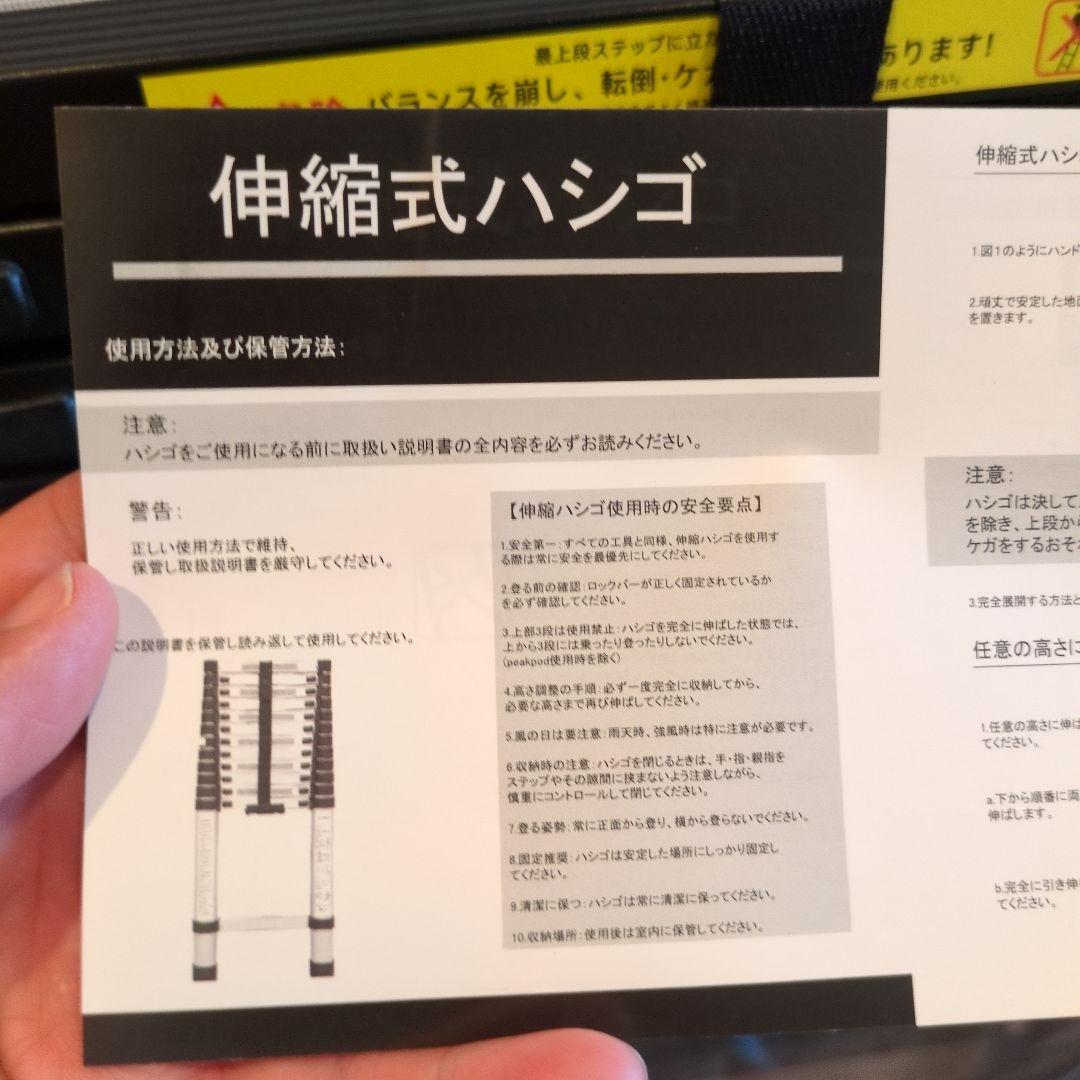 最上段ステップに立た
あります!
バランスを崩し、転倒・ケガ
使用ください。
伸縮式ハシゴ
使用方法及び保管方法:
注意:
ハシゴをご使用になる前に取扱い説明書の全内容を必ずお読みください。
警告:
正しい使用方法で維持、
保管し取扱説明書を厳守してください。
この説明書を保管し読み返して使用してください。
【伸縮ハシゴ使用時の安全要点】
1.安全第一:すべての工具と同様、伸縮ハシゴを使用す
る際は常に安全を最優先にしてください。
2.登る前の確認:ロックバーが正しく固定されているか
を必ず確認してください。
3.上部3段は使用禁止:ハシゴを完全に伸ばした状態では、
上から3段には乗ったり登ったりしないでください。
(peakpod使用時を除く)
4.高さ調整の手順:必ず一度完全に収納してから、
必要な高さまで再び伸ばしてください。
5.風の日は要注意:雨天時、強風時は特に注意が必要です。
6.収納時の注意:ハシゴを閉じるときは、手・指・親指を
ステップやその隙間に挟まないよう注意しながら、
慎重にコントロールして閉じてください。
7.登る姿勢:常に正面から登り、横から登らないでください。
8.固定推奨:ハシゴは安定した場所にしっかり固定し
てください。
9.清潔に保つ:ハシゴは常に清潔に保ってください。
10.収納場所:使用後は室内に保管してください。
伸縮式ハシ
1.図1のようにハンド
2.頑丈で安定した地面
を置きます。
注意:
ハシゴは決して
を除き、上段から
ケガをするおそれ
3.完全展開する方法と
任意の高さに
1.任意の高さに伸ば
てください。
a.下から順番に両
伸ばします。
b.完全に引き伸
てください。